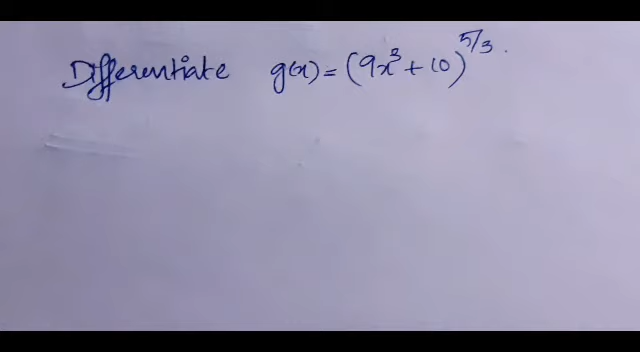 Differentiate g(x) = (9x³ + 10)^5/3.